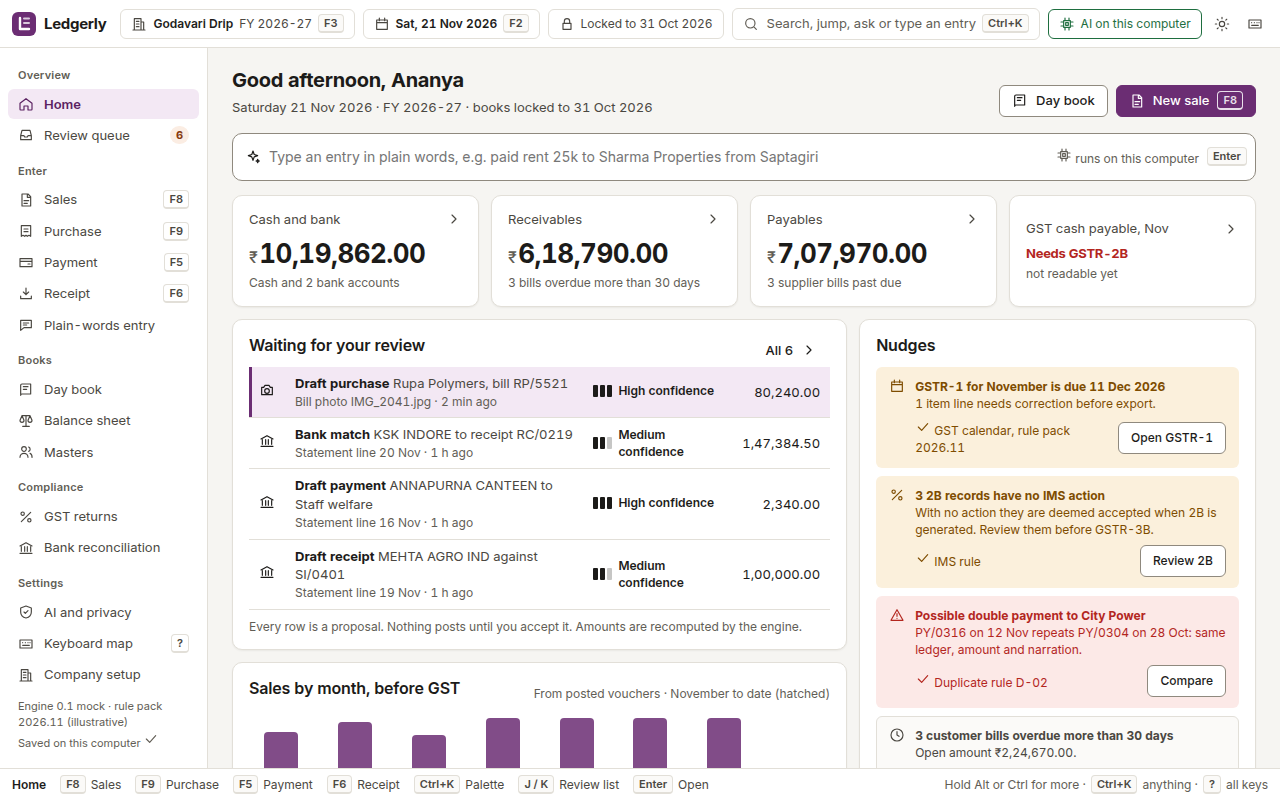 Ledgerly
Godavari Drip FY 2026-27 F3
Sat, 21 Nov 2026 F2
Locked to 31 Oct 2026
Search, jump, ask or type an entry Ctrl+K
AI on this computer
Overview
Home
Review queue 6
Enter
Sales F8
Purchase F9
Payment F5
Receipt F6
Plain-words entry
Books
Day book
Balance sheet
Masters
Compliance
GST returns
Bank reconciliation
Settings
AI and privacy
Keyboard map ?
Company setup
Engine 0.1 mock · rule pack
2026.11 (illustrative)
Saved on this computer
Good afternoon, Ananya
Saturday 21 Nov 2026 · FY 2026-27 · books locked to 31 Oct 2026
Day book
New sale F8
Type an entry in plain words, e.g. paid rent 25k to Sharma Properties from Saptagiri
runs on this computer Enter
Cash and bank
₹10,19,862.00
Cash and 2 bank accounts
Receivables
₹6,18,790.00
3 bills overdue more than 30 days
Payables
₹7,07,970.00
3 supplier bills past due
GST cash payable, Nov
Needs GSTR-2B
not readable yet
Waiting for your review
All 6
Draft purchase Rupa Polymers, bill RP/5521
Bill photo IMG_2041.jpg · 2 min ago
High confidence
80,240.00
Bank match KSK INDORE to receipt RC/0219
Statement line 20 Nov · 1 h ago
Medium
confidence
1,47,384.50
Draft payment ANNAPURNA CANTEEN to
Staff welfare
Statement line 16 Nov · 1 h ago
High confidence
2,340.00
Draft receipt MEHTA AGRO IND against
SI/0401
Statement line 19 Nov · 1 h ago
Medium
confidence
1,00,000.00
Every row is a proposal. Nothing posts until you accept it. Amounts are recomputed by the engine.
Sales by month, before GST
From posted vouchers · November to date (hatched)
Nudges
GSTR-1 for November is due 11 Dec 2026
1 item line needs correction before export.
GST calendar, rule pack
2026.11
Open GSTR-1
3 2B records have no IMS action
With no action they are deemed accepted when 2B is
generated. Review them before GSTR-3B.
IMS rule
Review 2B
Possible double payment to City Power
PY/0316 on 12 Nov repeats PY/0304 on 28 Oct: same
ledger, amount and narration.
Duplicate rule D-02
Compare
3 customer bills overdue more than 30 days
Open amount ₹2,24,670.00.
Home F8 Sales F9 Purchase F5 Payment F6 Receipt Ctrl+K Palette J / K Review list Enter Open
Hold Alt or Ctrl for more · Ctrl+K anything · ? all keys